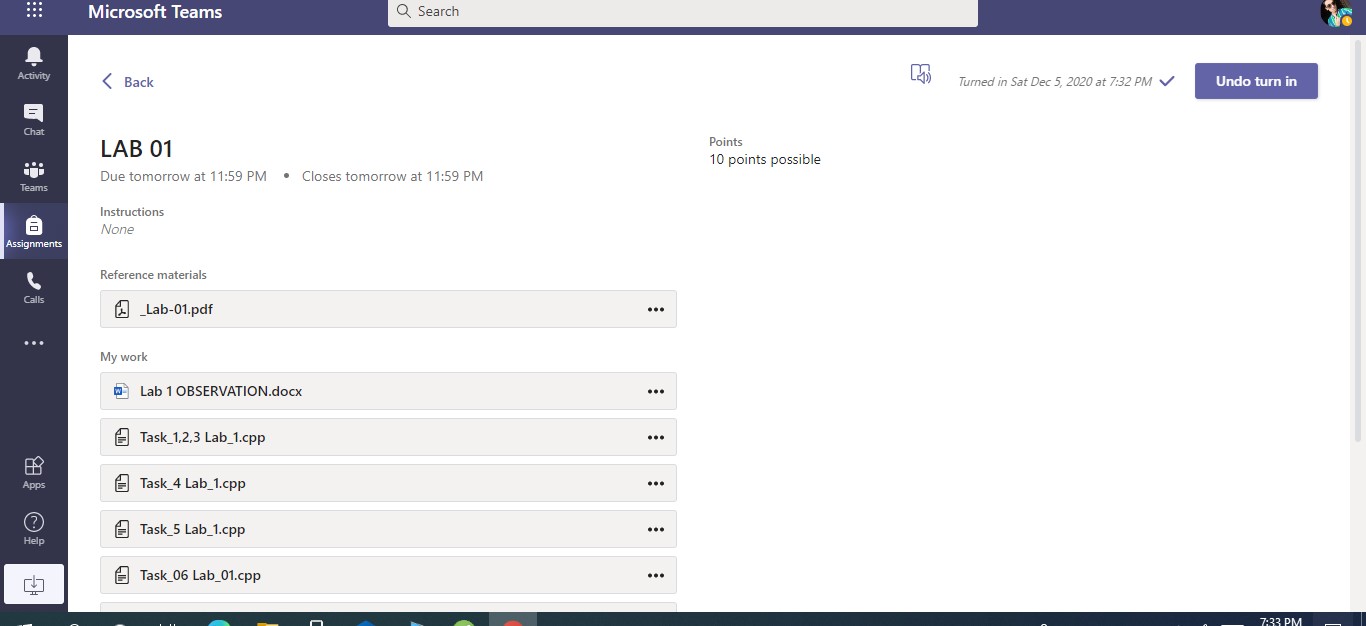 Microsoft Teams
Search
Activity
Chat
Teams
Assignments
Calls
Apps
Help
Back
Turned in Sat Dec 5, 2020 at 7:32 PM
Undo turn in
LAB 01
Due tomorrow at 11:59 PM • Closes tomorrow at 11:59 PM
Points
10 points possible
Instructions
None
Reference materials
_Lab-01.pdf
My work
Lab 1 OBSERVATION.docx
Task_1,2,3 Lab_1.cpp
Task_4 Lab_1.cpp
Task_5 Lab_1.cpp
Task_06 Lab_01.cpp
7:33 PM